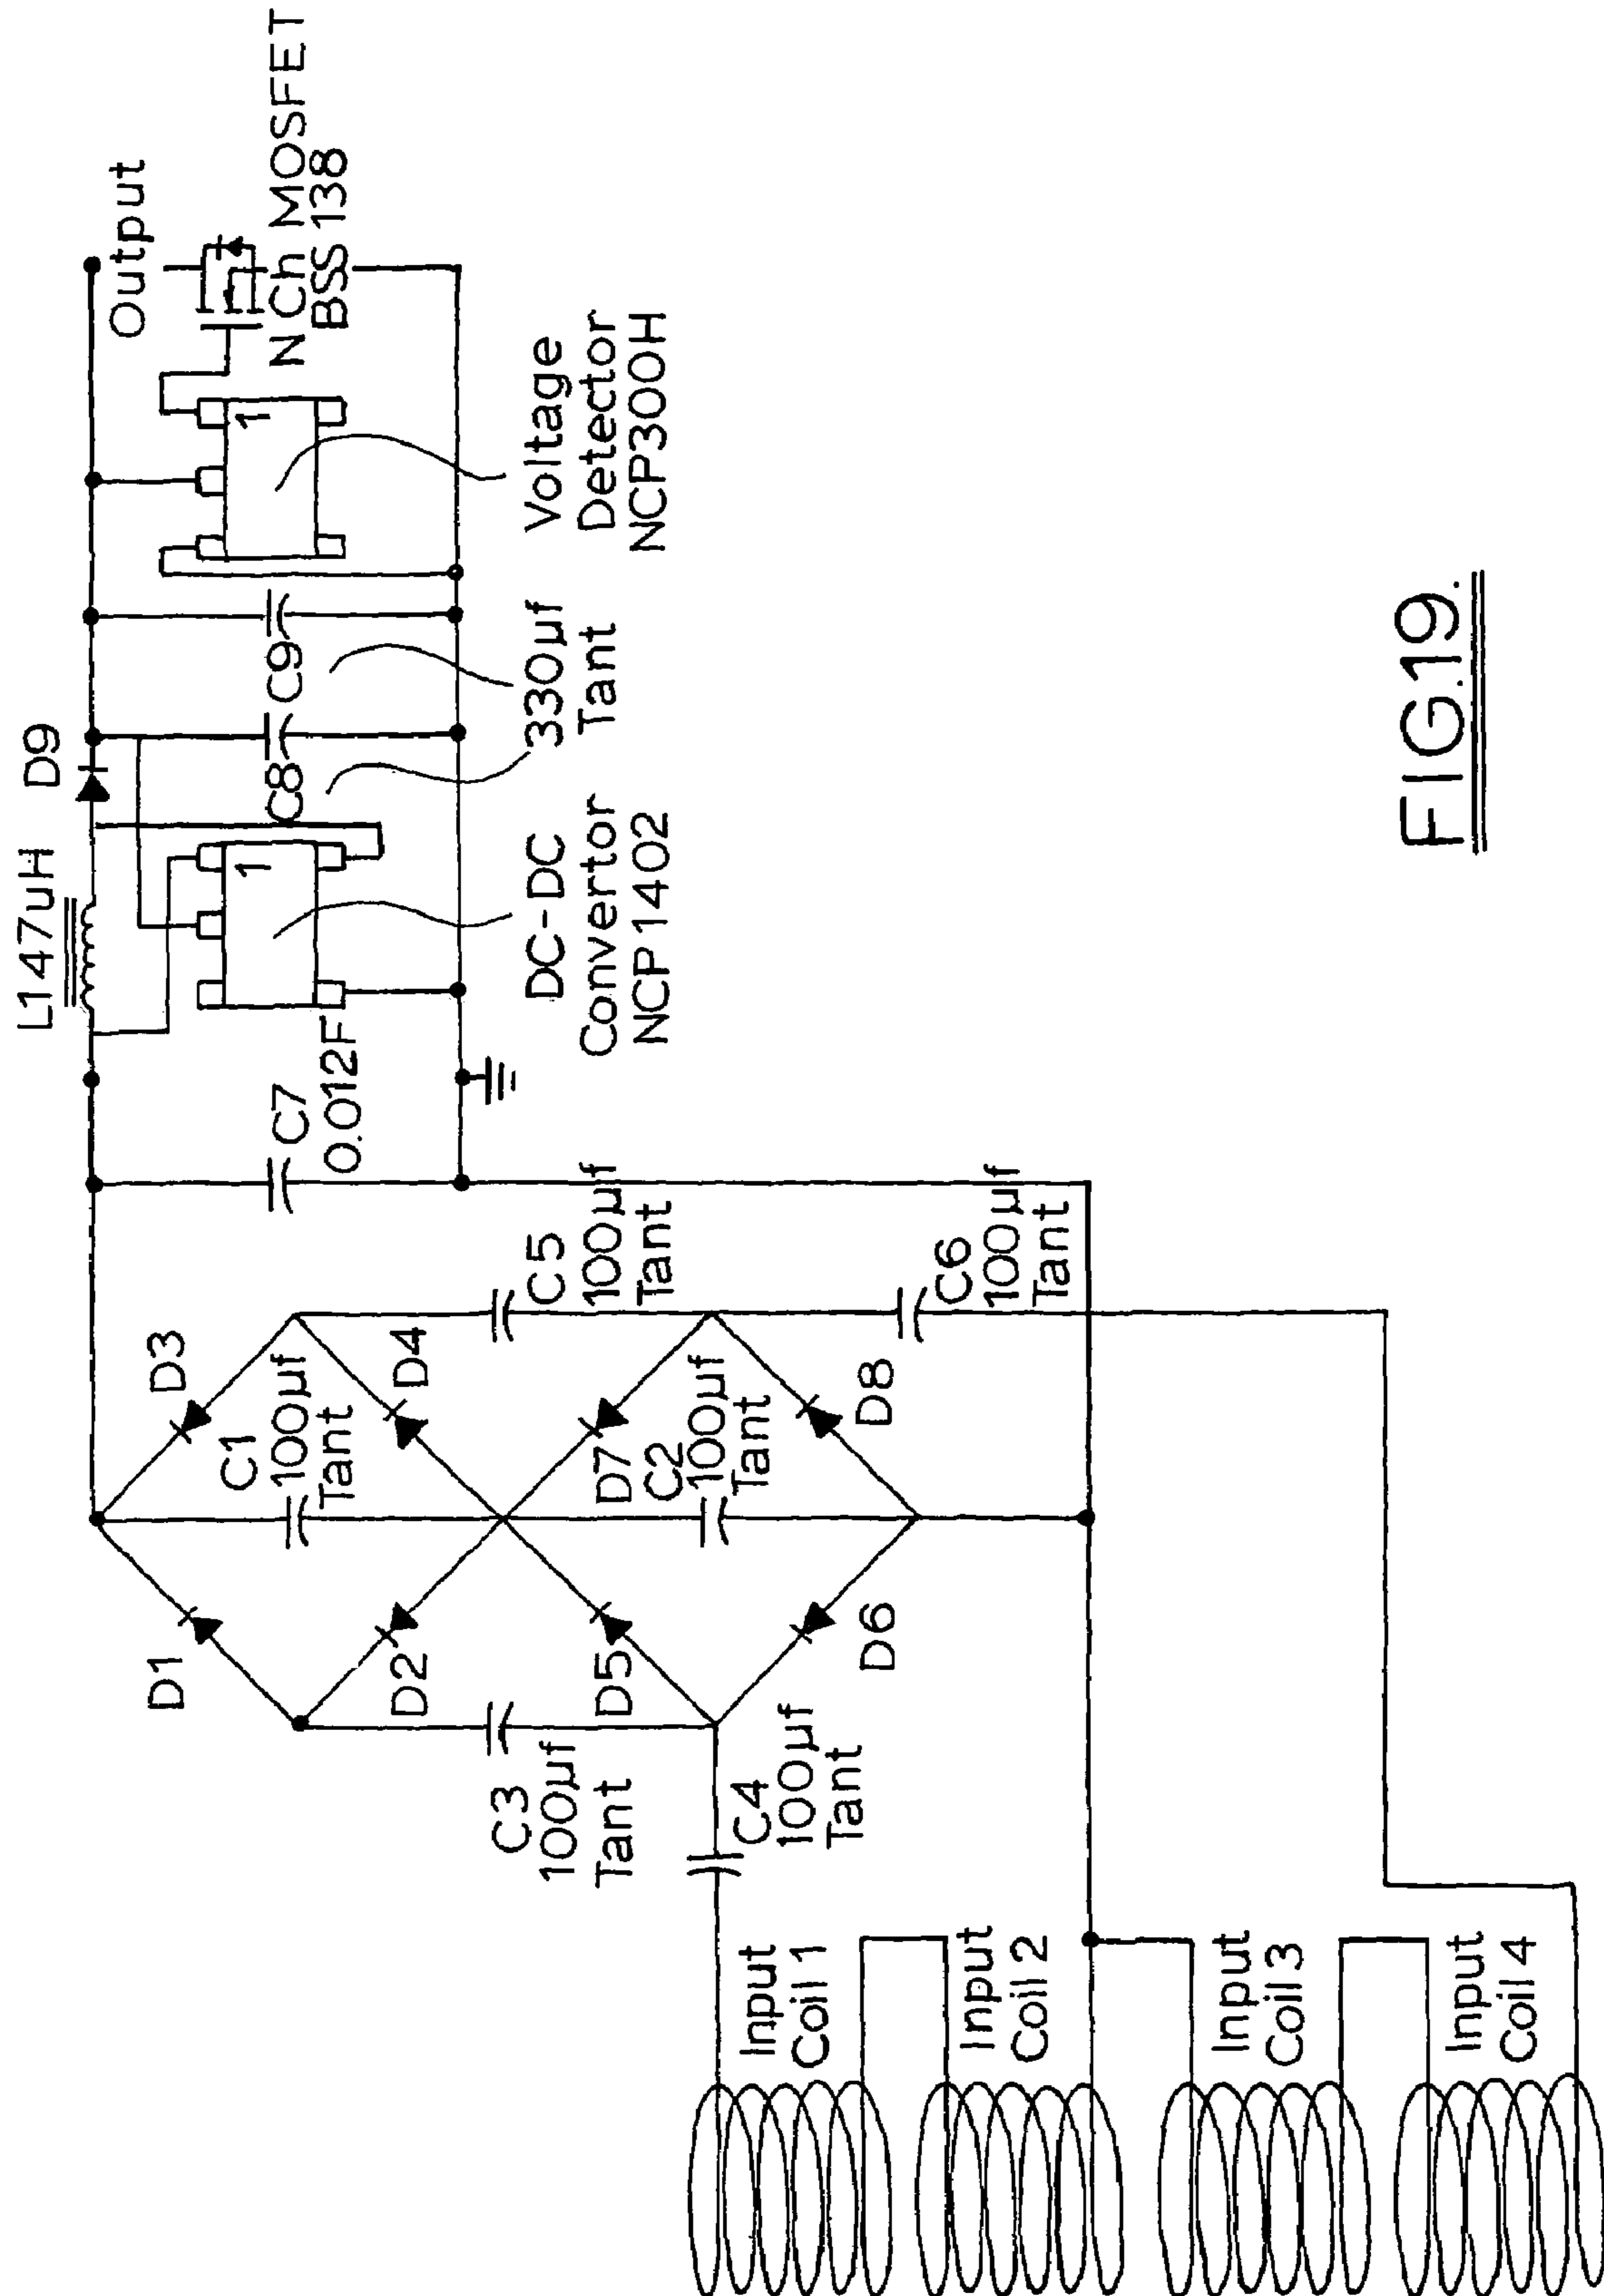 L1 47uH
D9
Output
N Ch MOSFET
BSS 138
1
1
C8
C9
330µf
Tant
Voltage
Detector
NCP300H
DC-DC
Convertor
NCP1402
C7
0.012F
D1
D2
D3
D4
C1
100µf
Tant
C3
100µf
Tant
C5
100µf
Tant
D5
D6
D7
D8
C2
100µf
Tant
C4
100µf
Tant
C6
100µf
Tant
Input
Coil 1
Input
Coil 2
Input
Coil 3
Input
Coil 4
FIG.19.